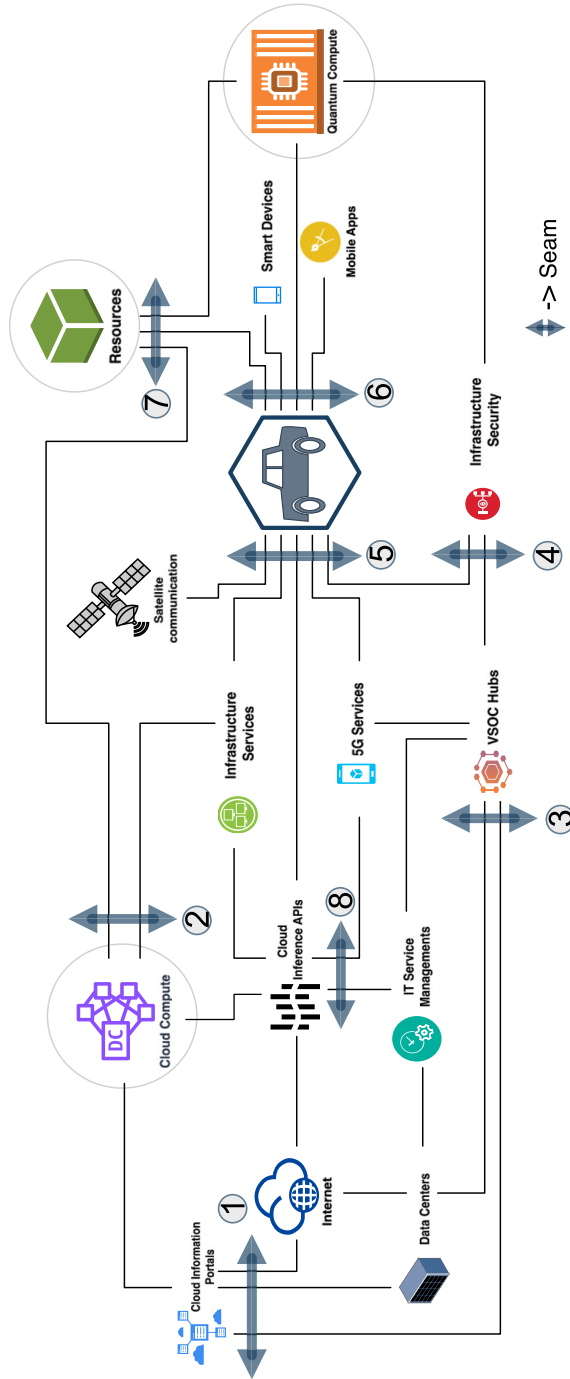 Cloud Information
Portals
1
Internet
Data Centers
DC
Cloud Compute
2
Cloud
Inference APIs
8
IT Service
Managements
Infrastructure
Services
5G Services
VSOC Hubs
3
Satellite
communication
5
4
Infrastructure
Security
Resources
7
6
Smart Devices
Mobile Apps
Quantum Compute
-> Seam